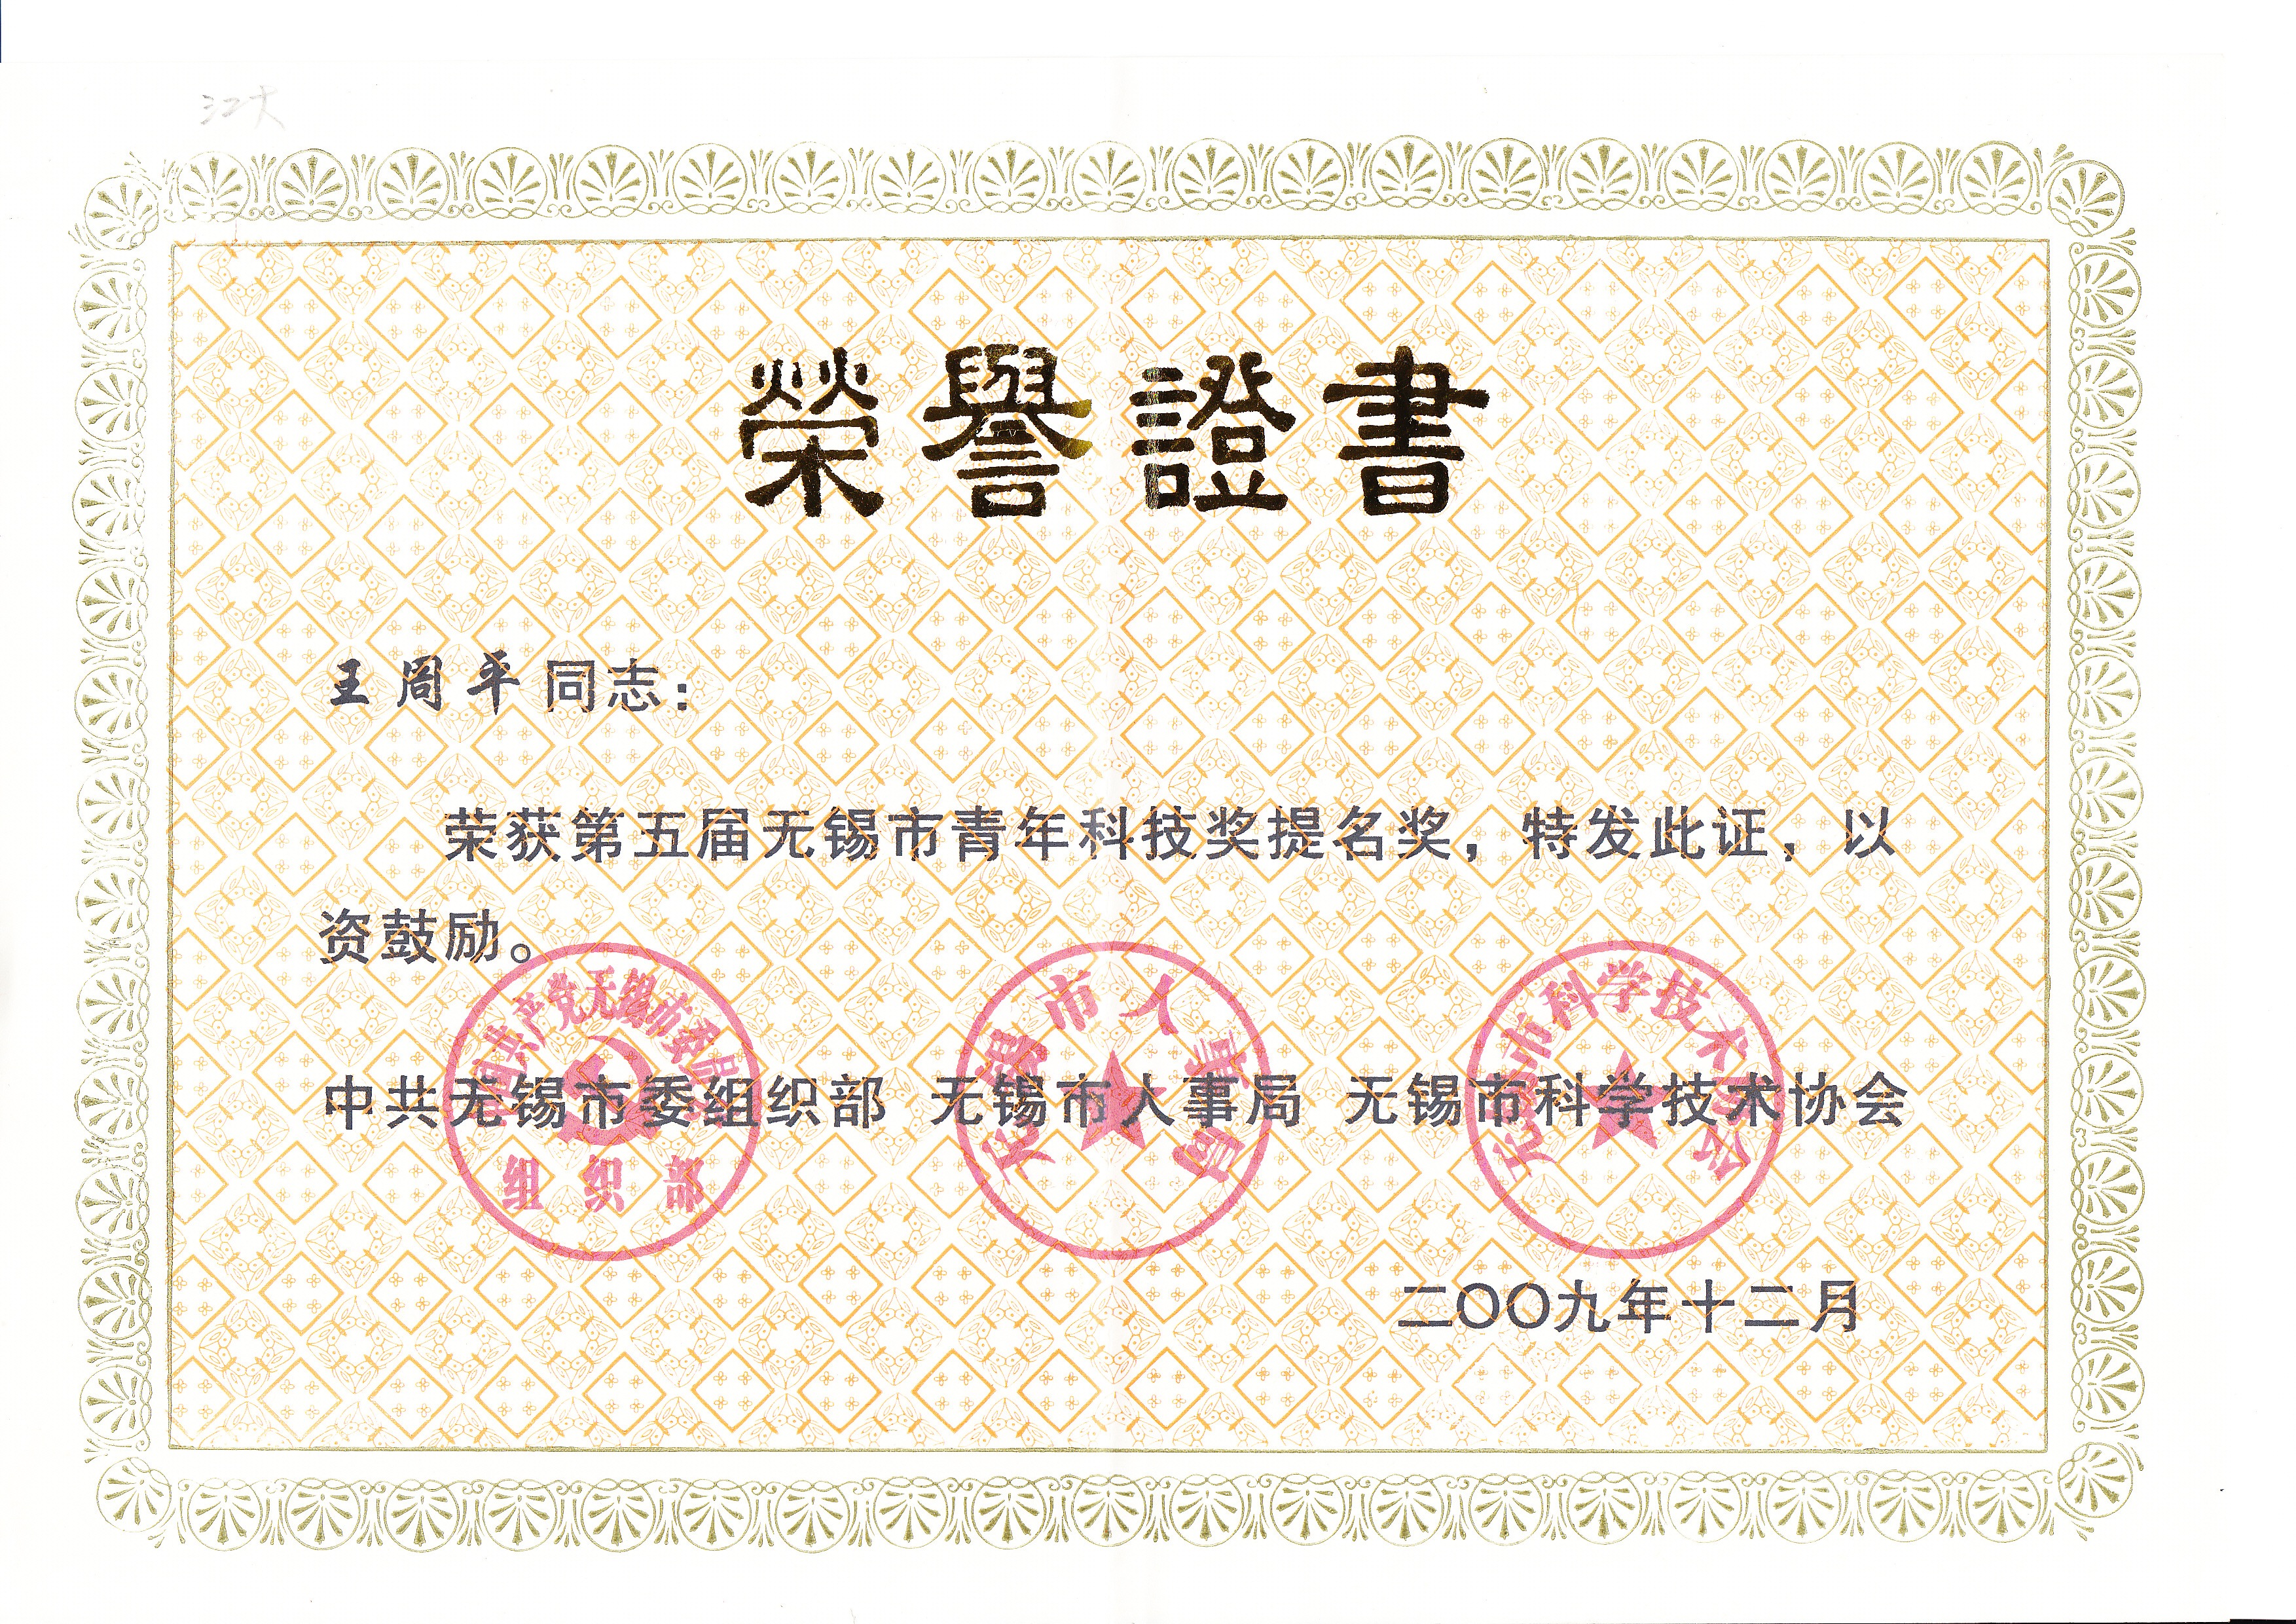 江大
榮譽證書
王周平同志：
荣获第五届无锡市青年科技奖提名奖，特发此证，以
资鼓励。
中国共产党无锡市委员会
组织部
无锡市人事局
无锡市科学技术协会
中共无锡市委组织部 无锡市人事局 无锡市科学技术协会
二〇〇九年十二月